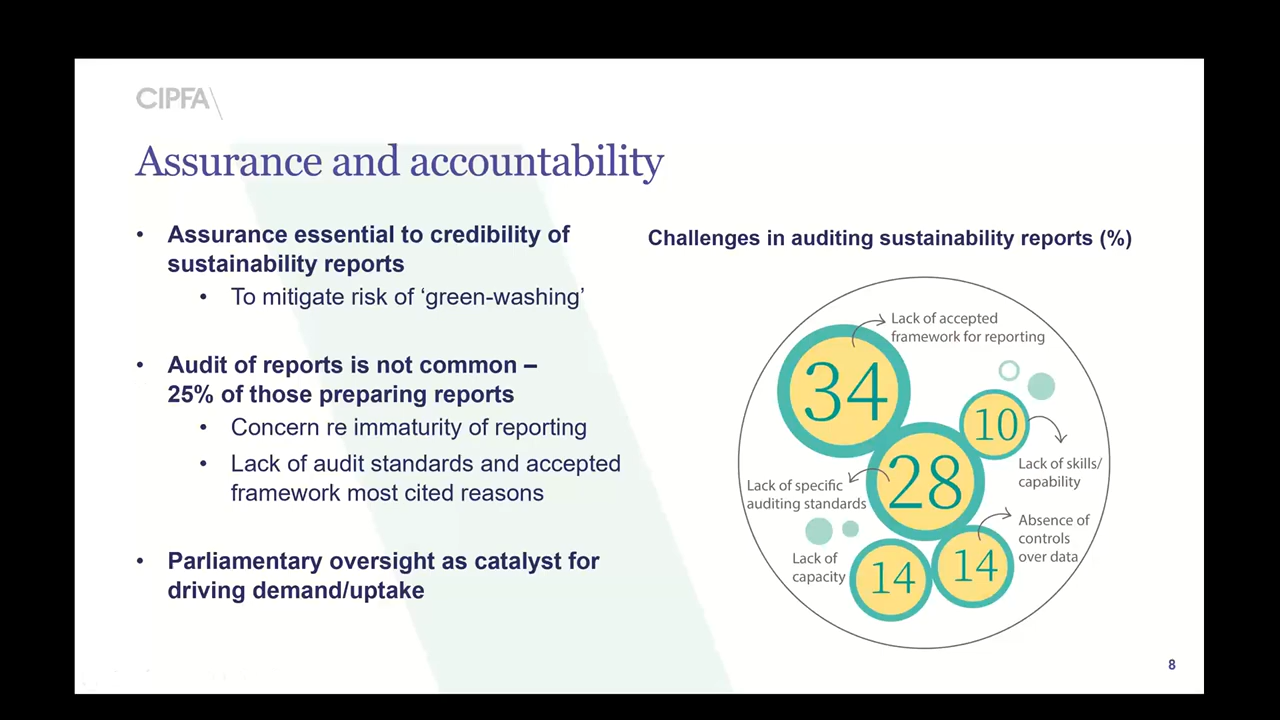 CIPFA
Assurance and accountability
• Assurance essential to credibility of
sustainability reports
• To mitigate risk of ‘green-washing’
• Audit of reports is not common –
25% of those preparing reports
• Concern re immaturity of reporting
• Lack of audit standards and accepted
framework most cited reasons
• Parliamentary oversight as catalyst for
driving demand/uptake
Challenges in auditing sustainability reports (%)
34
Lack of accepted
framework for reporting
10
Lack of skills/
capability
28
Lack of specific
auditing standards
14
Absence of
controls
over data
14
Lack of
capacity
8